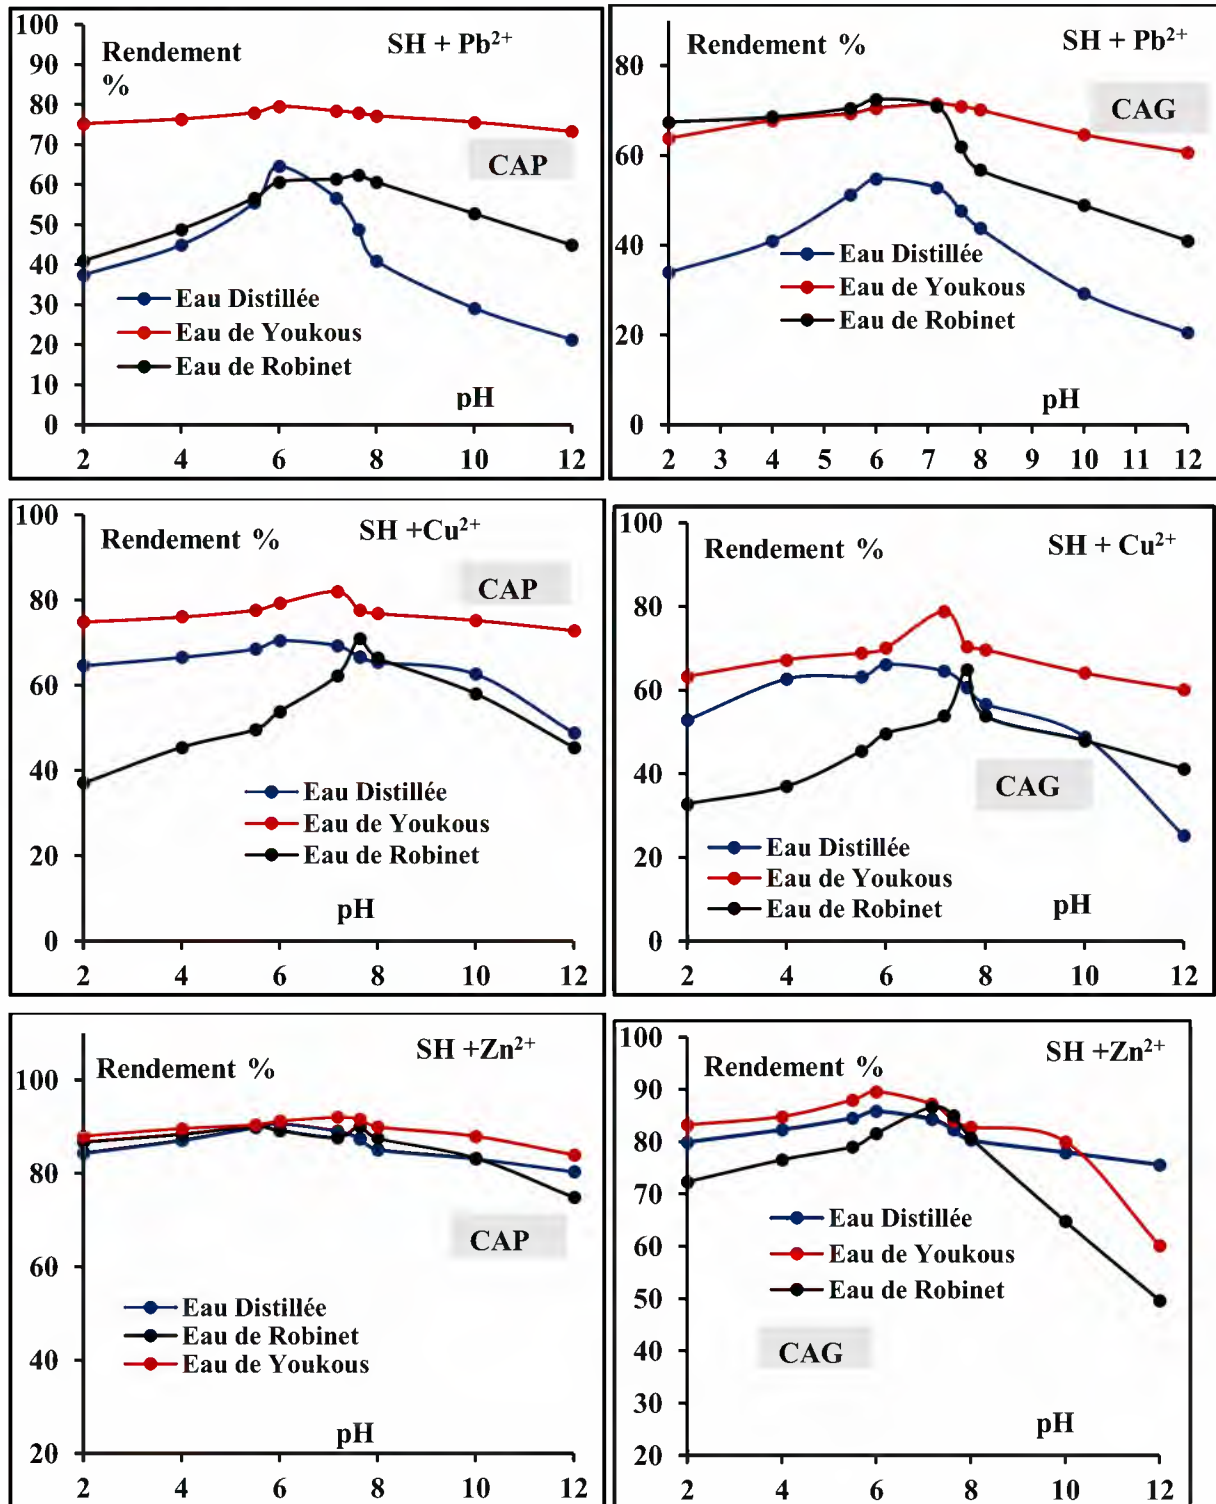 100
90
80
70
60
50
40
30
20
10
0
Rendement
%
SH + Pb²⁺
CAP
Eau Distillée
Eau de Youkous
Eau de Robinet
pH
2 4 6 8 10 12
80
60
40
20
0
Rendement %
SH + Pb²⁺
CAG
Eau Distillée
Eau de Youkous
Eau de Robinet
pH
2 3 4 5 6 7 8 9 10 11 12
100
80
60
40
20
0
Rendement %
SH +Cu²⁺
CAP
Eau Distillée
Eau de Youkous
Eau de Robinet
pH
2 4 6 8 10 12
100
80
60
40
20
0
Rendement %
SH + Cu²⁺
CAG
Eau Distillée
Eau de Youkous
Eau de Robinet
pH
2 4 6 8 10 12
100
80
60
40
20
Rendement %
SH +Zn²⁺
CAP
Eau Distillée
Eau de Robinet
Eau de Youkous
pH
2 4 6 8 10 12
100
90
80
70
60
50
40
30
20
Rendement %
SH +Zn²⁺
Eau Distillée
Eau de Youkous
Eau de Robinet
CAG
pH
2 4 6 8 10 12